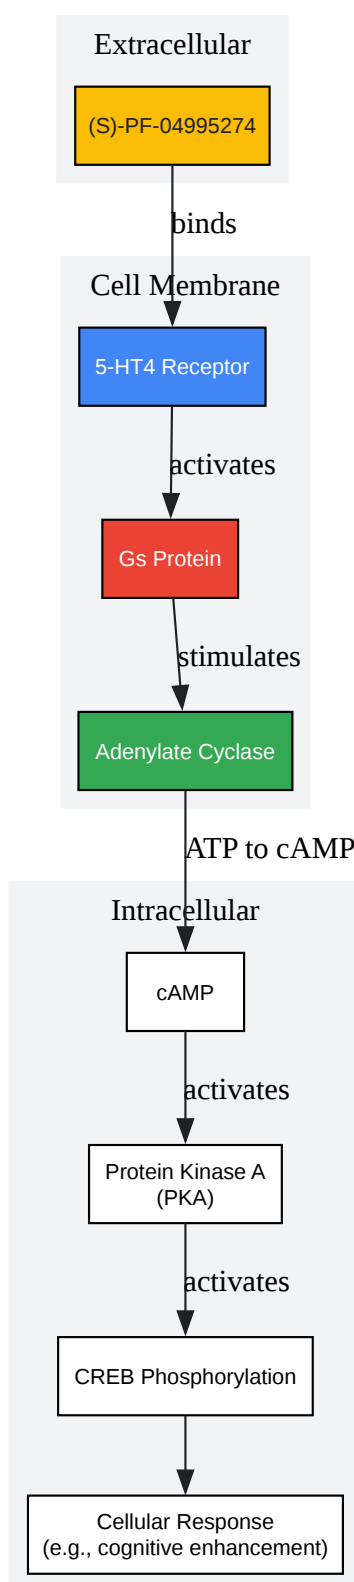 Extracellular
(S)-PF-04995274
binds
Cell Membrane
5-HT4 Receptor
activates
Gs Protein
stimulates
Adenylate Cyclase
ATP to cAMP
Intracellular
cAMP
activates
Protein Kinase A
(PKA)
activates
CREB Phosphorylation
Cellular Response
(e.g., cognitive enhancement)